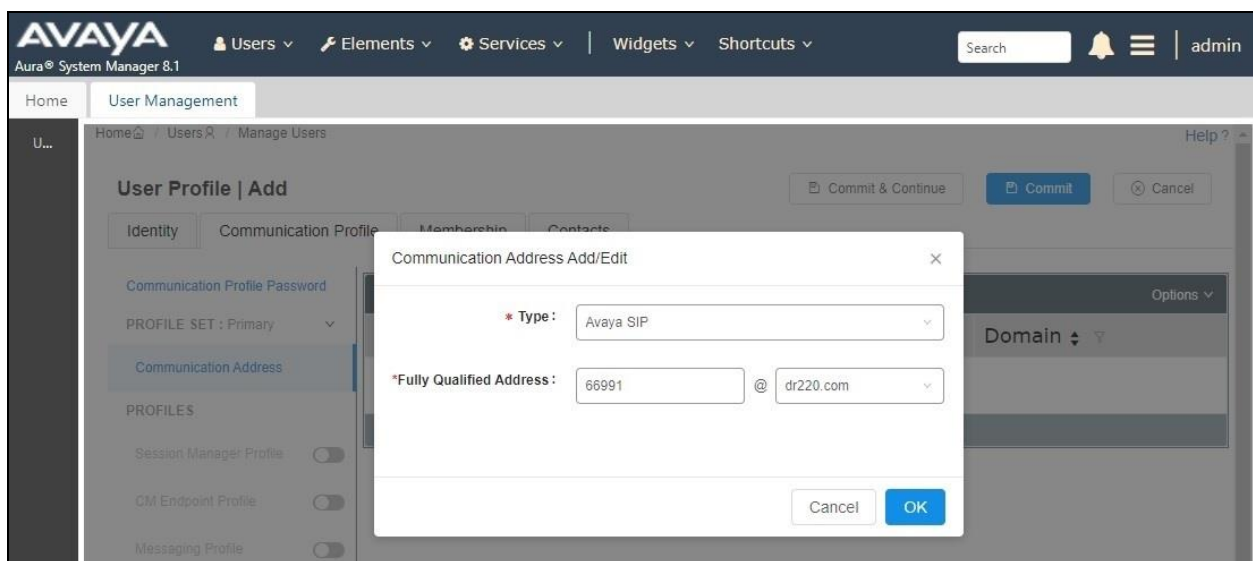 AVAYA
Aura® System Manager 8.1
Users
Elements
Services
Widgets
Shortcuts
Search
admin
Home
User Management
U...
Home / Users / Manage Users
Help ?
User Profile | Add
Commit & Continue
Commit
Cancel
Identity
Communication Profile
Membership
Contacts
Communication Profile Password
PROFILE SET : Primary
Communication Address
PROFILES
Session Manager Profile
CM Endpoint Profile
Messaging Profile
Options
Domain
Communication Address Add/Edit
* Type :
Avaya SIP
*Fully Qualified Address :
66991 @ dr220.com
Cancel
OK